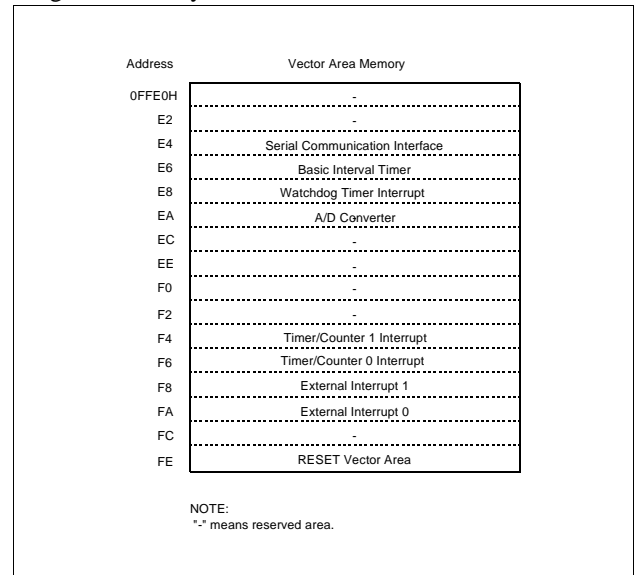 Address Vector Area Memory
0FFE0H -
E2 -
E4 Serial Communication Interface
E6 Basic Interval Timer
E8 Watchdog Timer Interrupt
EA A/D Converter
EC -
EE -
F0 -
F2 -
F4 Timer/Counter 1 Interrupt
F6 Timer/Counter 0 Interrupt
F8 External Interrupt 1
FA External Interrupt 0
FC -
FE RESET Vector Area
NOTE:
"-" means reserved area.